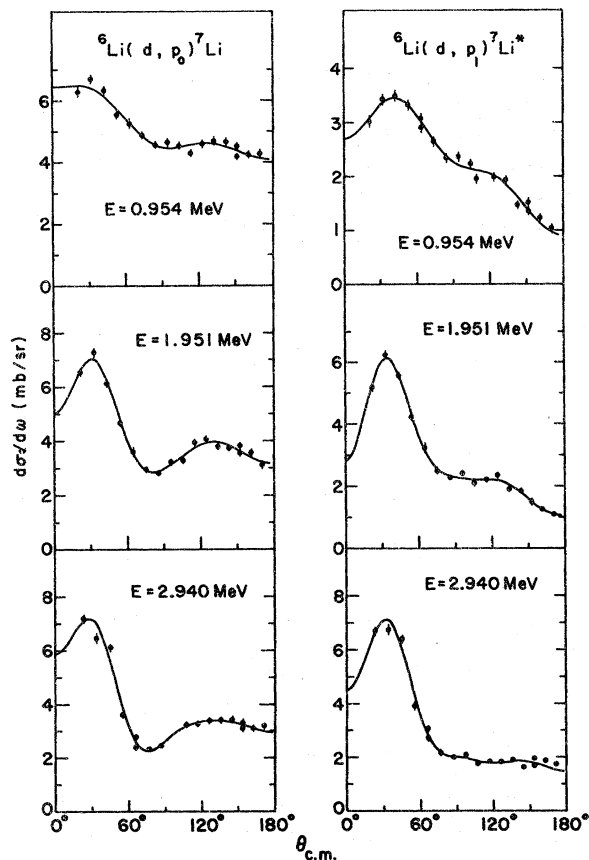 ⁶Li(d, p₀)⁷Li
⁶Li(d, p₁)⁷Li*
6
4
2
0
E=0.954 MeV
4
3
2
1
0
E=0.954 MeV
dσ/dω (mb/sr)
8
6
4
2
0
E=1.951 MeV
6
4
2
0
E=1.951 MeV
8
6
4
2
0
E=2.940 MeV
8
6
4
2
0
E=2.940 MeV
0° 60° 120° 180°
0° 60° 120° 180°
θc.m.